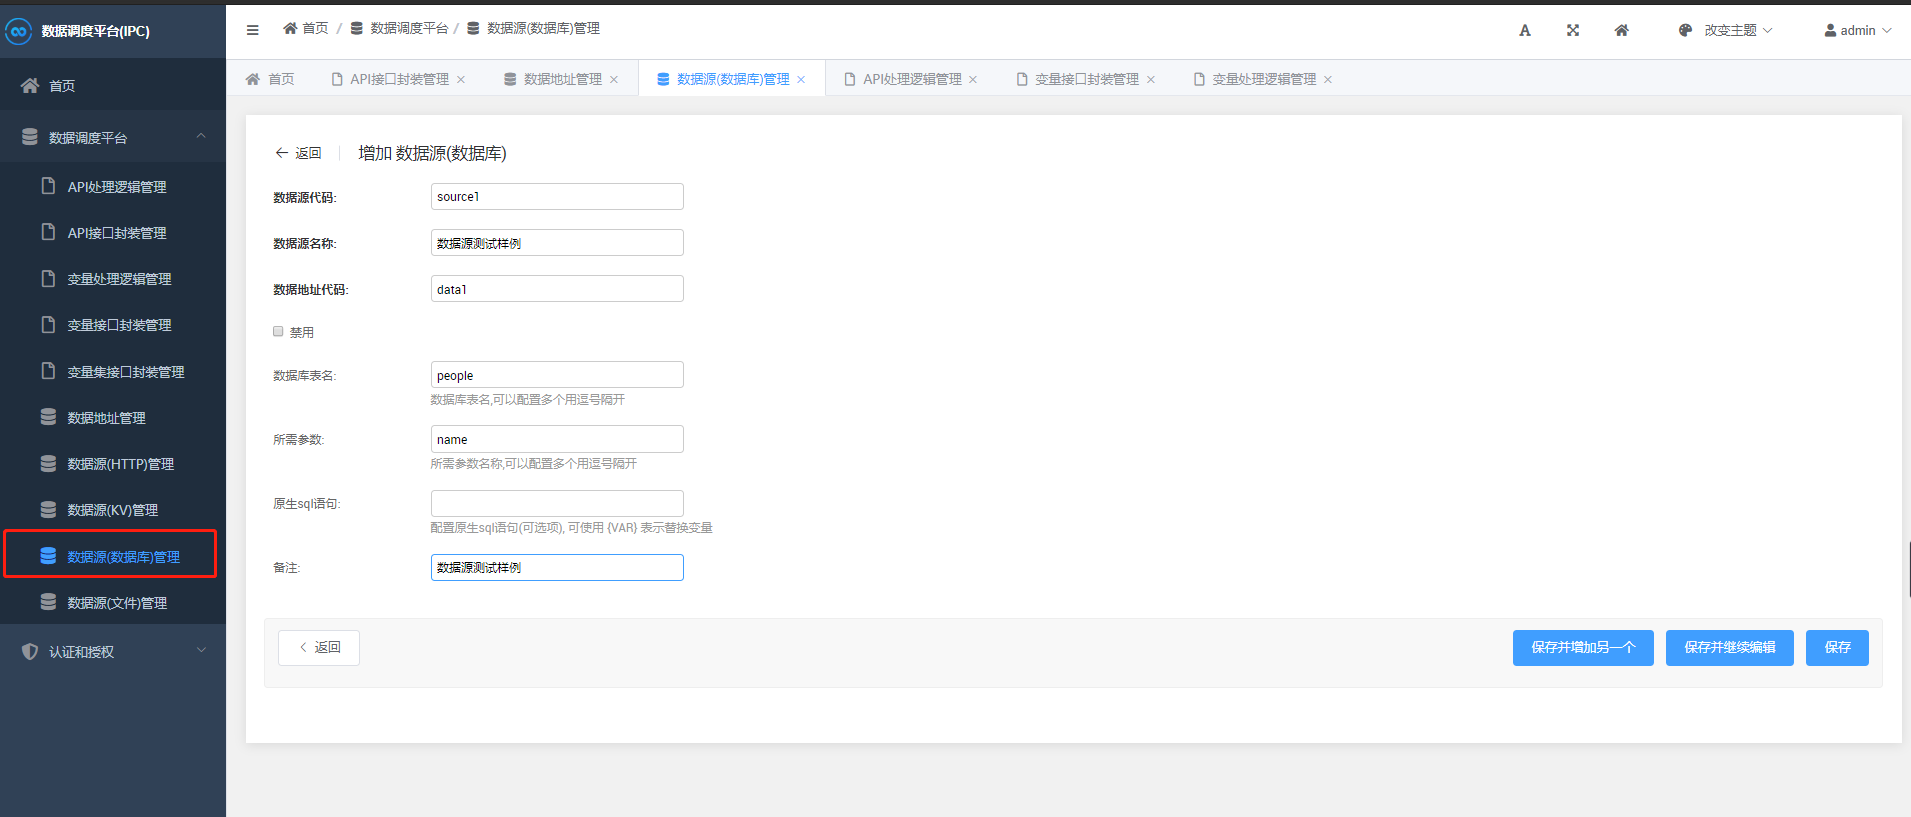 数据调度平台(IPC)
首页 / 数据调度平台 / 数据源(数据库)管理
A 改变主题 admin
首页 API接口封装管理 × 数据地址管理 × 数据源(数据库)管理 × API处理逻辑管理 × 变量接口封装管理 × 变量处理逻辑管理 ×
首页
数据调度平台
API处理逻辑管理
API接口封装管理
变量处理逻辑管理
变量接口封装管理
变量集接口封装管理
数据地址管理
数据源(HTTP)管理
数据源(KV)管理
数据源(数据库)管理
数据源(文件)管理
认证和授权
返回 增加 数据源(数据库)
数据源代码: source1
数据源名称: 数据源测试样例
数据地址代码: data1
禁用
数据库表名: people
数据库表名,可以配置多个用逗号隔开
所需参数: name
所需参数名称,可以配置多个用逗号隔开
原生sql语句:
配置原生sql语句(可选项), 可使用 {VAR} 表示替换变量
备注: 数据源测试样例
返回 保存并增加另一个 保存并继续编辑 保存